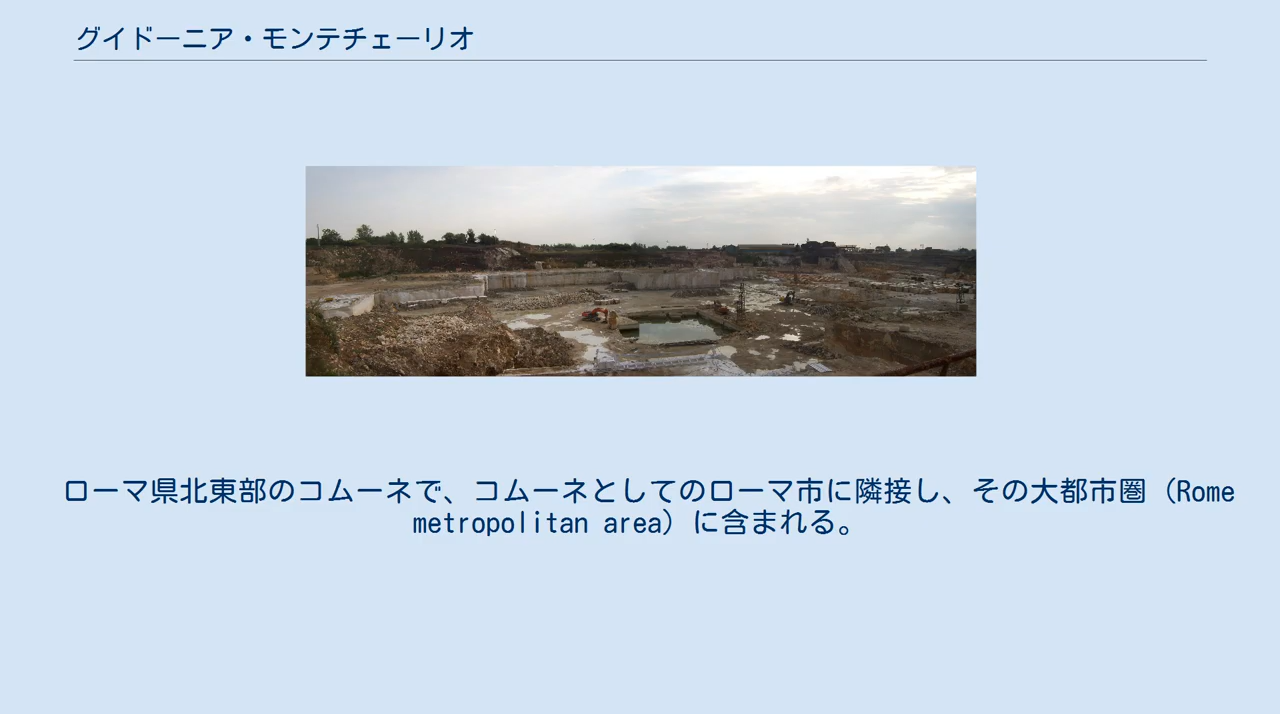 グイドーニア・モンテチェーリオ
ローマ県北東部のコムーネで、コムーネとしてのローマ市に隣接し、その大都市圏（Rome
metropolitan area）に含まれる。